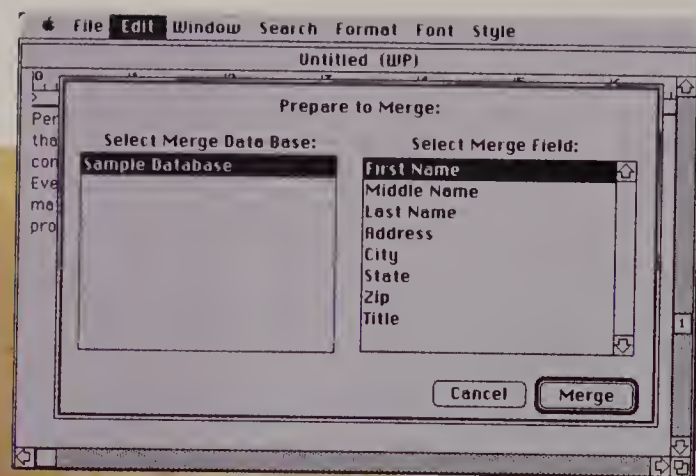 File Edit Window Search Format Font Style
Untitled (WP)
Prepare to Merge:
Select Merge Data Base:
Sample Database
Select Merge Field:
First Name
Middle Name
Last Name
Address
City
State
Zip
Title
Cancel Merge
Per
tha
con
Eve
ma
pro
1